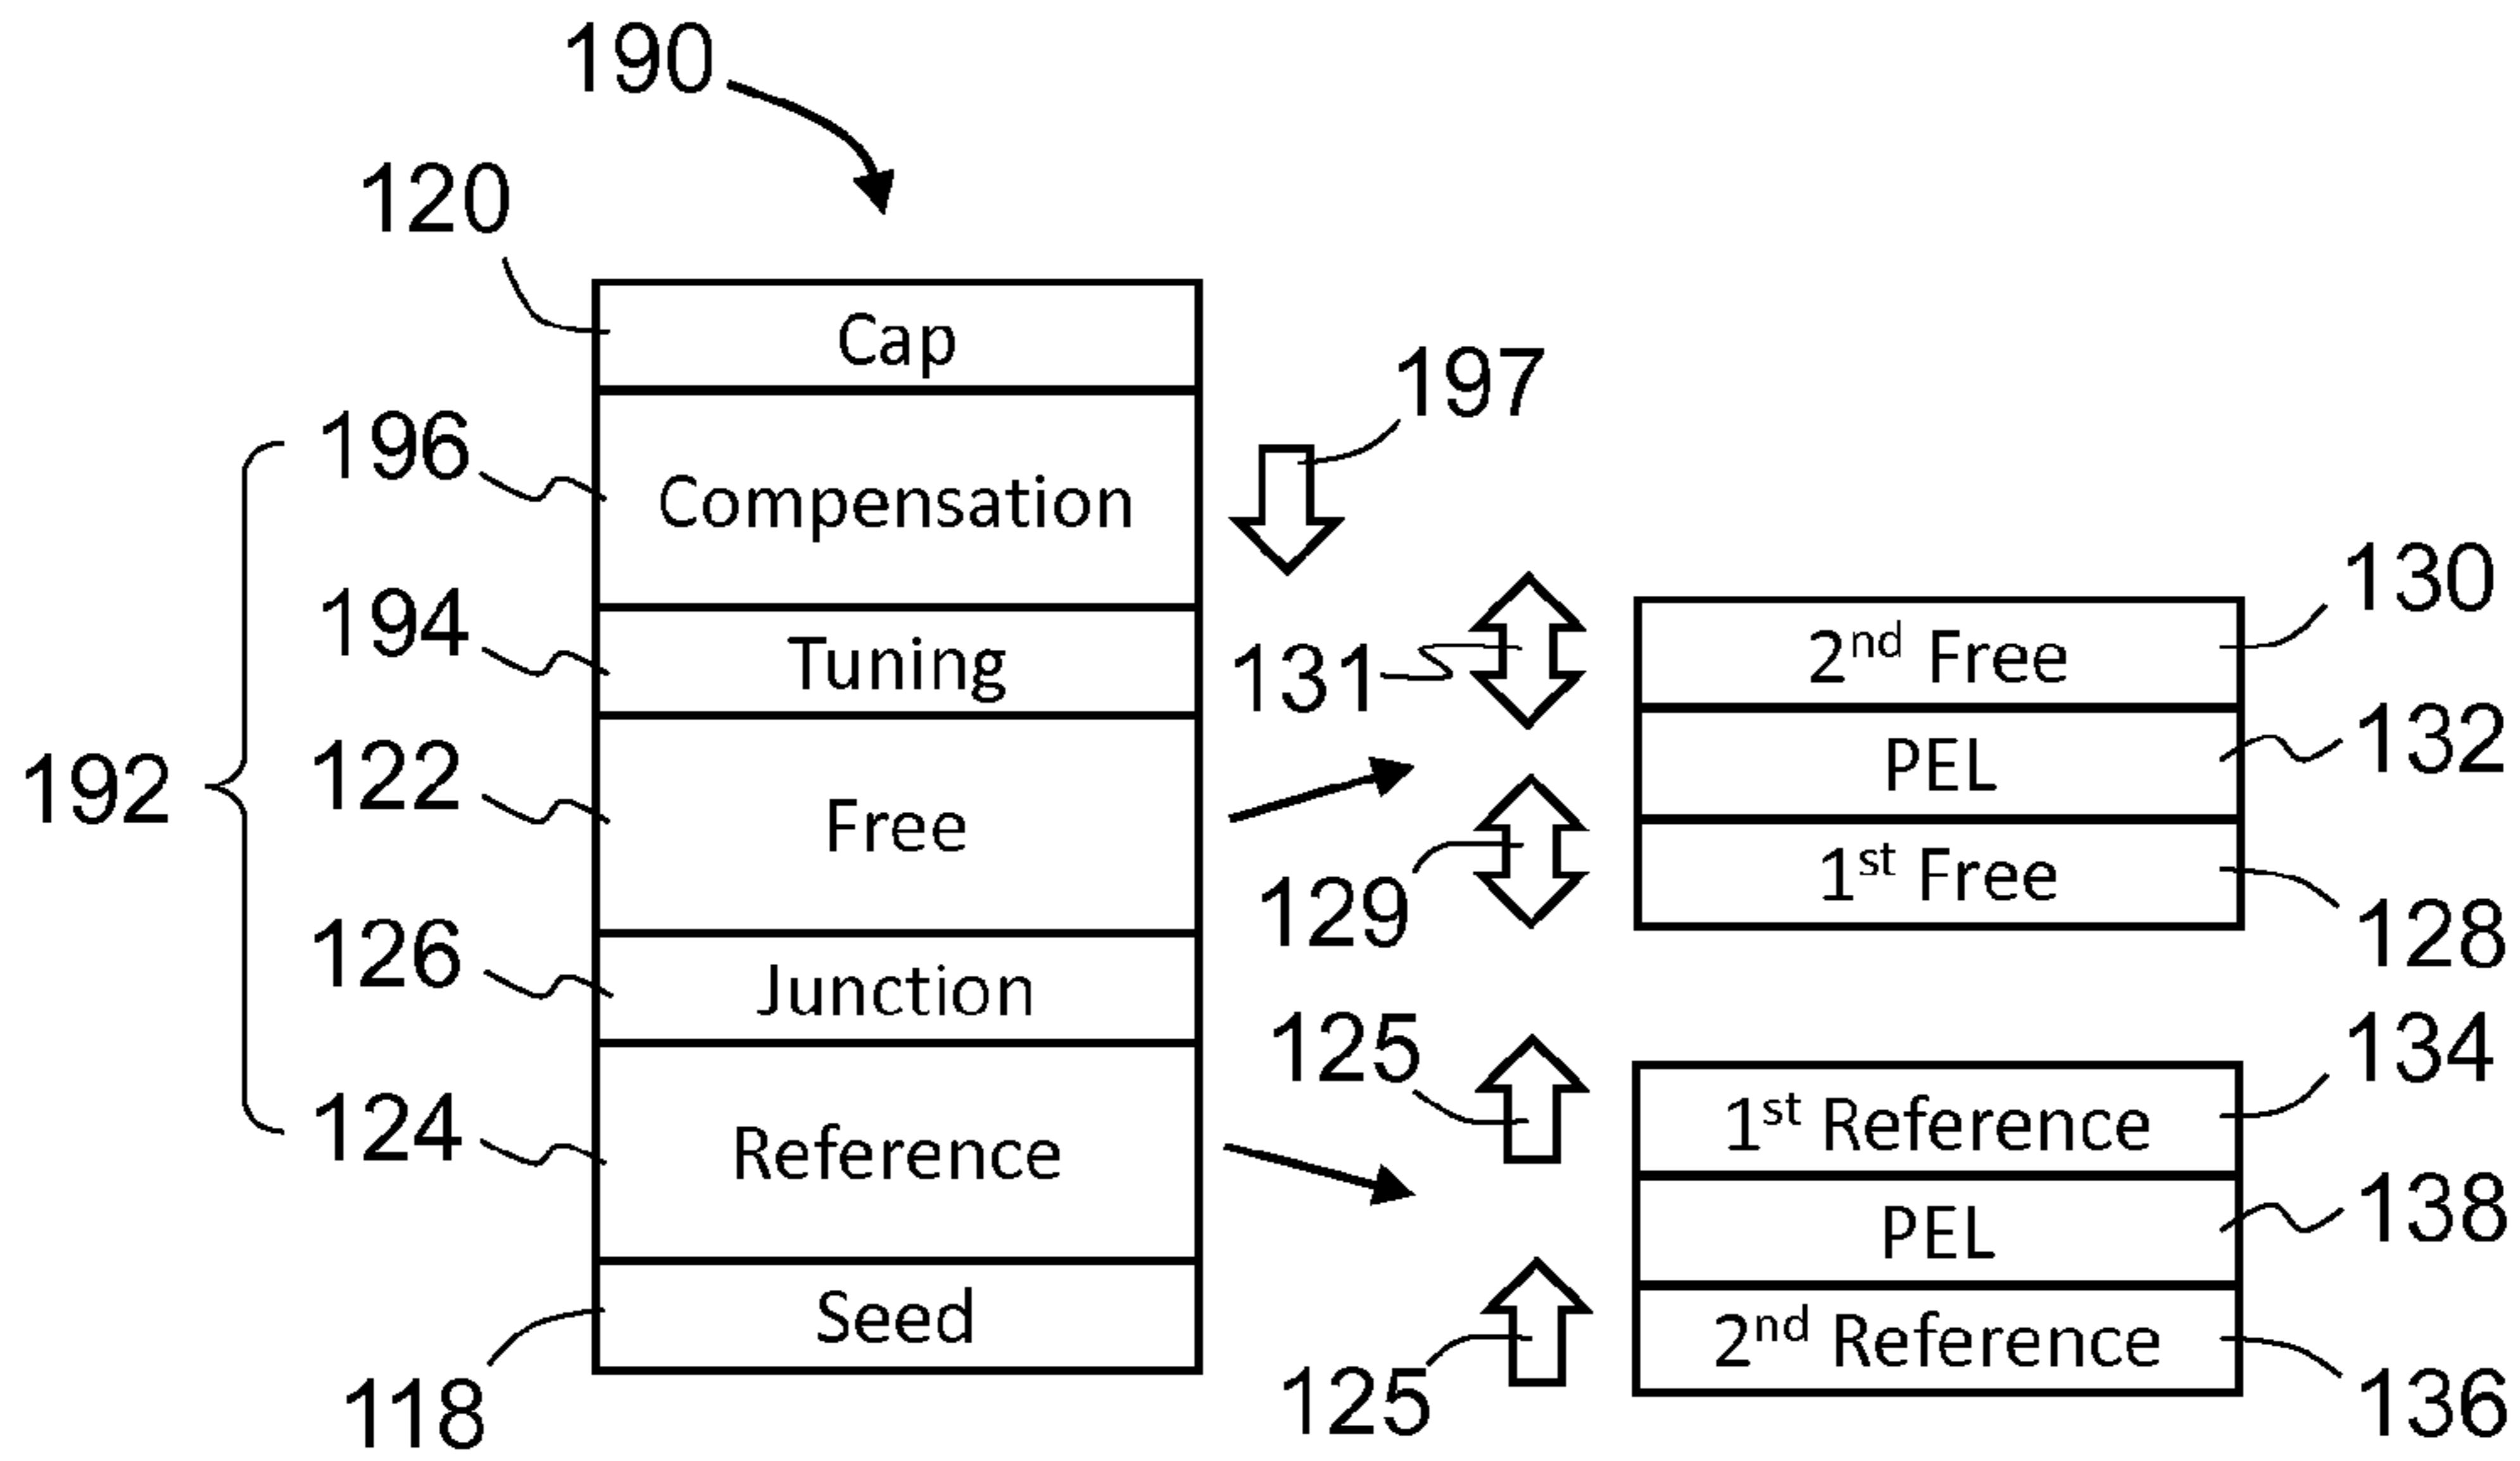 190
120
Cap
197
196
Compensation
130
194
Tuning
131
2nd Free
132
192
122
Free
PEL
129
1st Free
128
126
Junction
125
134
124
Reference
1st Reference
138
PEL
118
Seed
125
2nd Reference
136